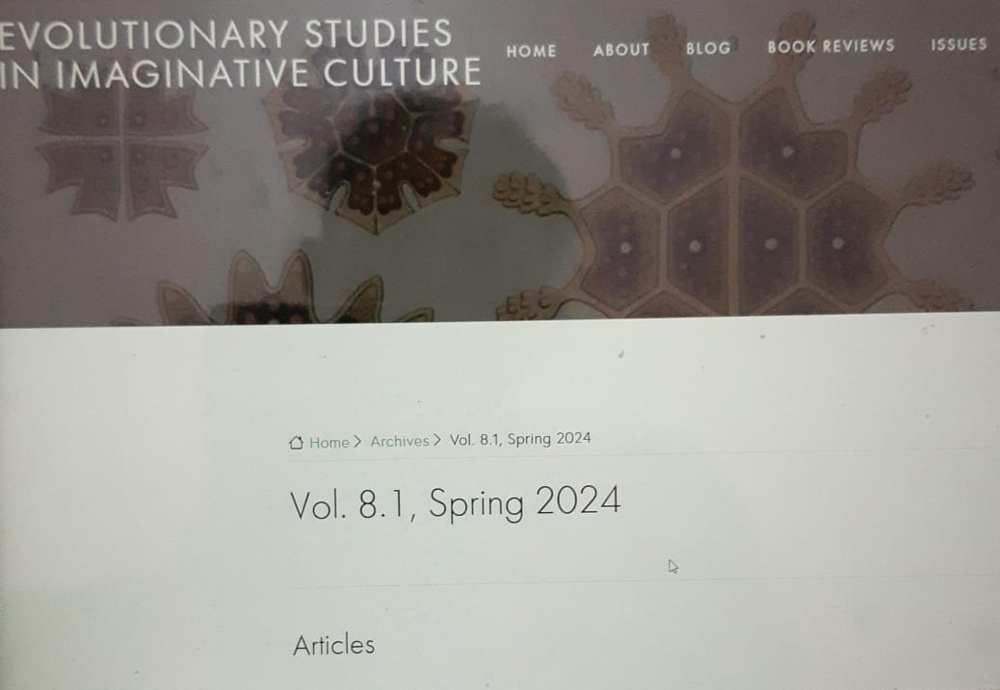 EVOLUTIONARY STUDIES
IN IMAGINATIVE CULTURE
HOME ABOUT BLOG BOOK REVIEWS ISSUES
Home > Archives > Vol. 8.1, Spring 2024
Vol. 8.1, Spring 2024
Articles